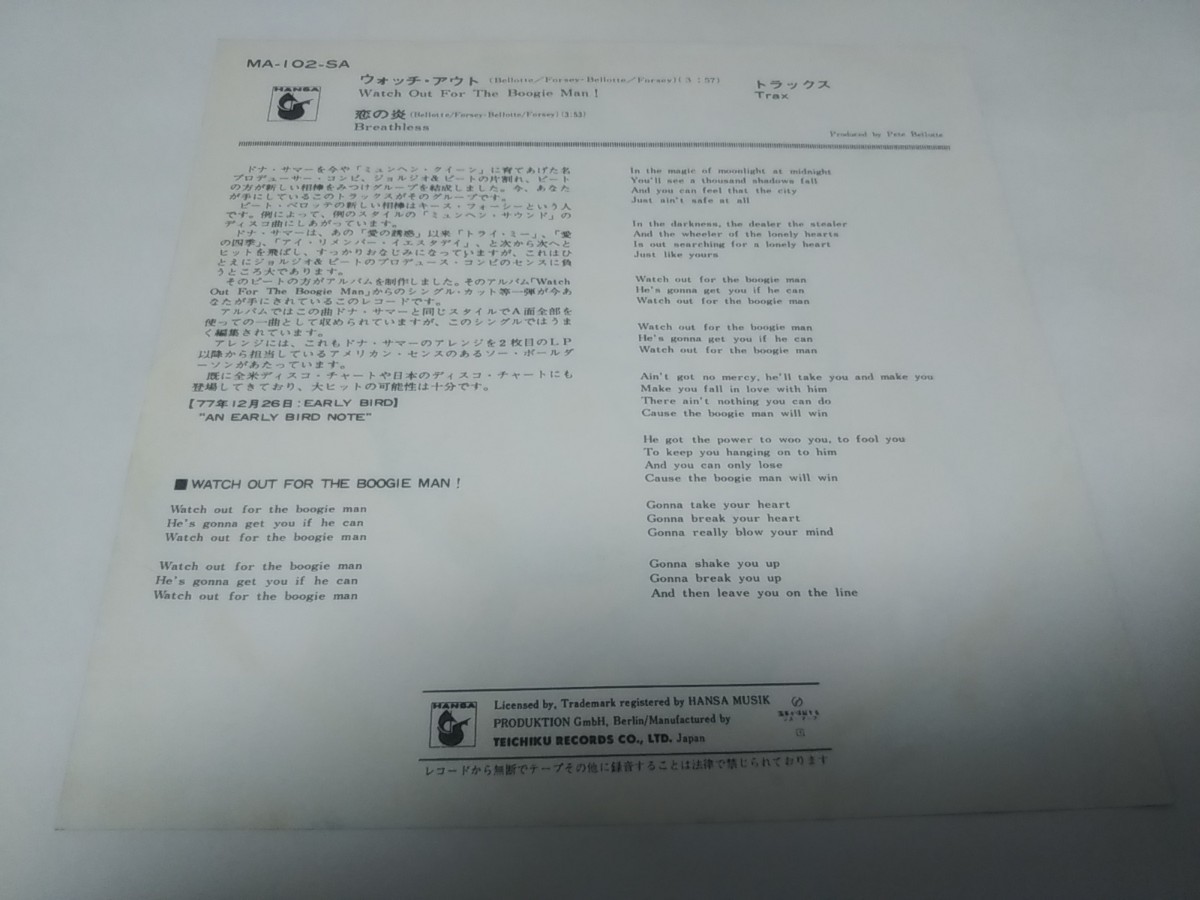 MA-102-SA
HANSA
ウォッチ・アウト (Bellotte/Forsey-Bellotte/Forsey)(3:57)
Watch Out For The Boogie Man!
恋の炎 (Bellotte/Forsey-Bellotte/Forsey)(3:53)
Breathless
トラックス
Trax
Produced by Pete Bellotte
ドナ・サマーを今や「ミュンヘン・クイーン」に育てあげた名
プロデューサー・コンビ、ジョルジオ&ピートの片割れ、ピート
の方が新しい相棒をみつけグループを結成しました。今、あなた
が手にしているこのトラックスがそのグループです。
ピート・ベロッテの新しい相棒はキース・フォーシーという人
です。例によって、例のスタイルの「ミュンヘン・サウンド」の
ディスコ曲にしあがっています。
ドナ・サマーは、あの「愛の誘惑」以来「トライ・ミー」、「愛
の四季」、「アイ・リメンバー・イエスタデイ」、と次から次へと
ヒットを飛ばし、すっかりおなじみになっていますが、これはひ
とえにジョルジオ&ピートのプロデュース・コンビのセンスに負
うところ大であります。
そのピートの方がアルバムを制作しました。そのアルバム「Watch
Out For The Boogie Man」からのシングル・カット等一弾が今あ
なたが手にされているこのレコードです。
アルバムではこの曲ドナ・サマーと同じスタイルでA面全部を
使っての一曲として収められていますが、このシングルではうま
く編集されています。
アレンジには、これもドナ・サマーのアレンジを2枚目のLP
以降から担当しているアメリカン・センスのあるソー・ボールダ
ーソンがあたっています。
既に全米ディスコ・チャートや日本のディスコ・チャートにも
登場してきており、大ヒットの可能性は十分です。
【77年12月26日:EARLY BIRD】
"AN EARLY BIRD NOTE"
■WATCH OUT FOR THE BOOGIE MAN!
Watch out for the boogie man
He's gonna get you if he can
Watch out for the boogie man
Watch out for the boogie man
He's gonna get you if he can
Watch out for the boogie man
In the magic of moonlight at midnight
You'll see a thousand shadows fall
And you can feel that the city
Just ain't safe at all
In the darkness, the dealer the stealer
And the wheeler of the lonely hearts
Is out searching for a lonely heart
Just like yours
Watch out for the boogie man
He's gonna get you if he can
Watch out for the boogie man
Watch out for the boogie man
He's gonna get you if he can
Watch out for the boogie man
Ain't got no mercy, he'll take you and make you
Make you fall in love with him
There ain't nothing you can do
Cause the boogie man will win
He got the power to woo you, to fool you
To keep you hanging on to him
And you can only lose
Cause the boogie man will win
Gonna take your heart
Gonna break your heart
Gonna really blow your mind
Gonna shake you up
Gonna break you up
And then leave you on the line
HANSA
Licensed by, Trademark registered by HANSA MUSIK
PRODUKTION GmbH, Berlin/Manufactured by
TEICHIKU RECORDS CO., LTD. Japan
レコードから無断でテープその他に録音することは法律で禁じられております